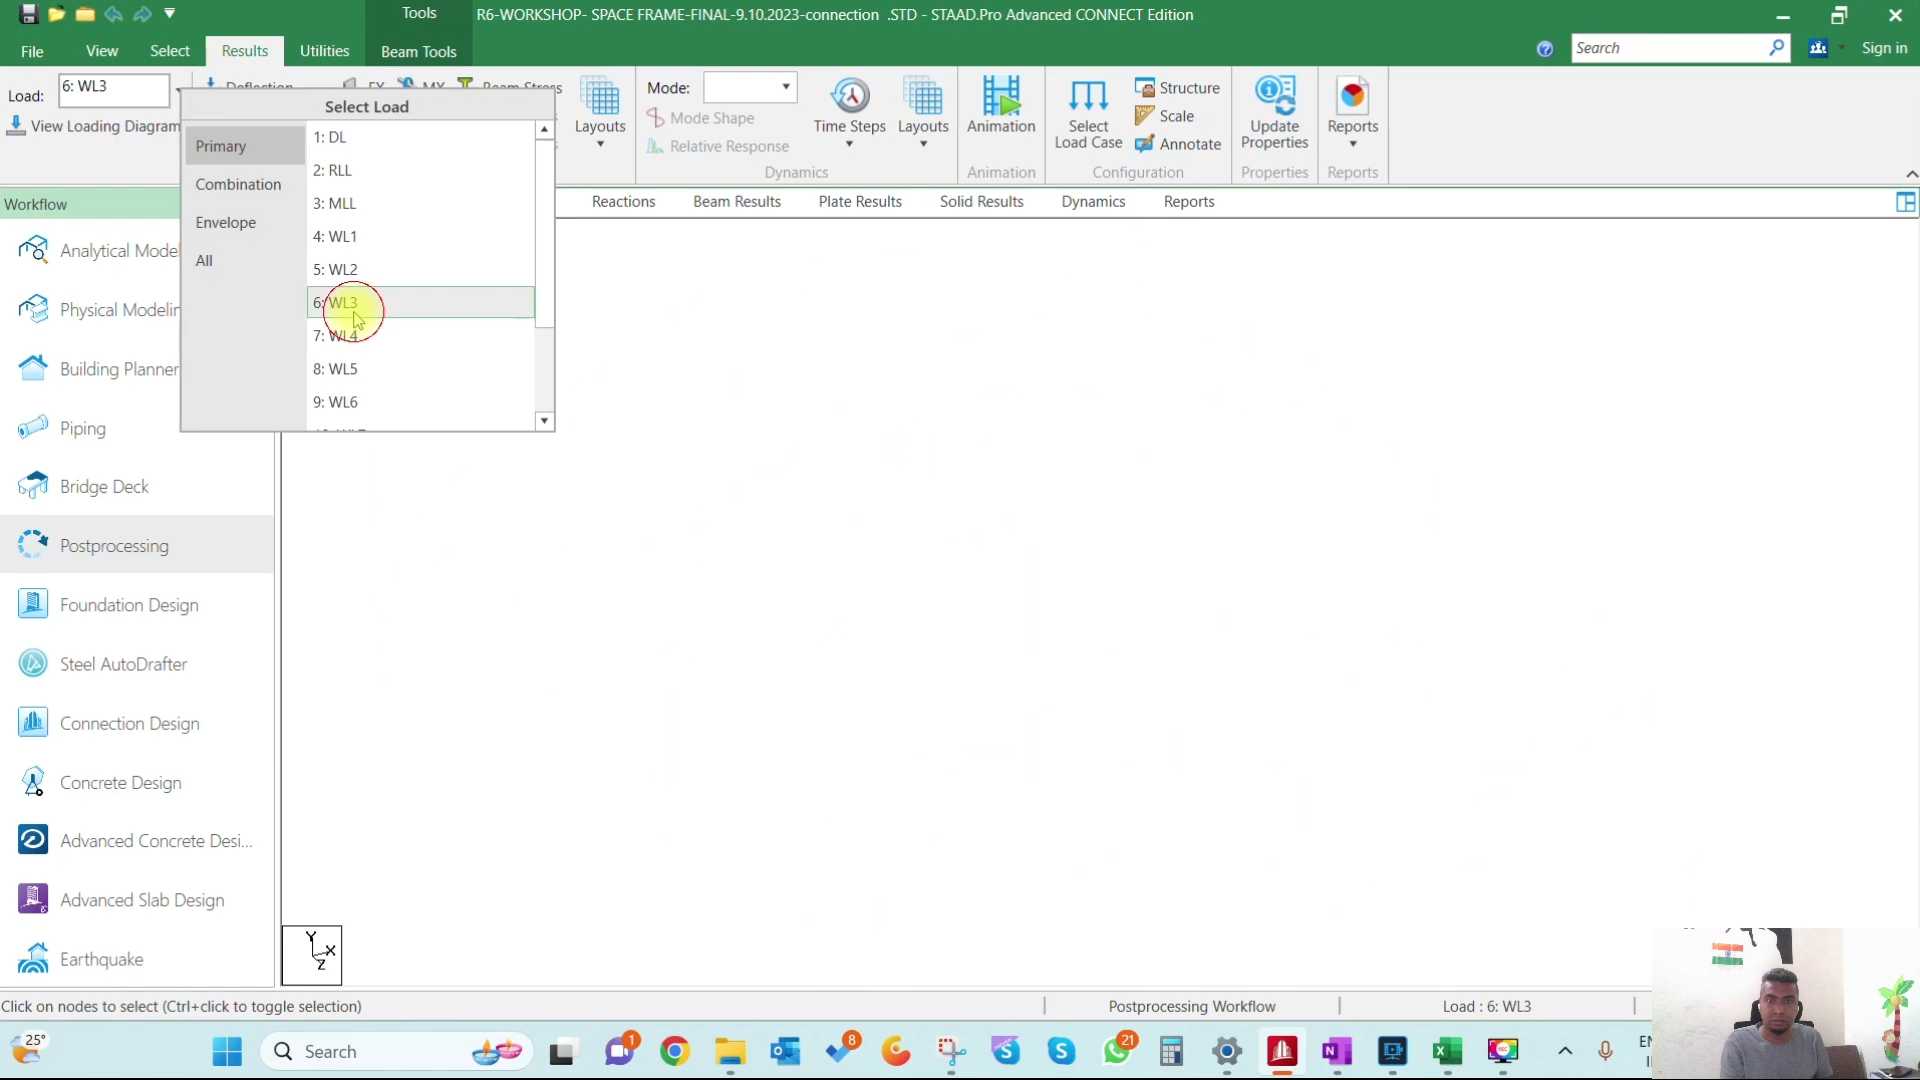 Tools
R6-WORKSHOP- SPACE FRAME-FINAL-9.10.2023-connection .STD - STAAD.Pro Advanced CONNECT Edition
File
View
Select
Results
Utilities
Beam Tools
Search
Sign in
Load:
6: WL3
View Loading Diagram
Select Load
Primary
Combination
Envelope
All
1: DL
2: RLL
3: MLL
4: WL1
5: WL2
6: WL3
7: WL4
8: WL5
9: WL6
Layouts
Mode:
Mode Shape
Relative Response
Time Steps
Layouts
Dynamics
Animation
Animation
Select
Load Case
Structure
Scale
Annotate
Configuration
Update
Properties
Properties
Reports
Reports
Reactions
Beam Results
Plate Results
Solid Results
Dynamics
Reports
Workflow
Analytical Model
Physical Modelin
Building Planner
Piping
Bridge Deck
Postprocessing
Foundation Design
Steel AutoDrafter
Connection Design
Concrete Design
Advanced Concrete Desi...
Advanced Slab Design
Earthquake
Y
X
Z
Click on nodes to select (Ctrl+click to toggle selection)
Postprocessing Workflow
Load : 6: WL3
25°
Search
1
8
21